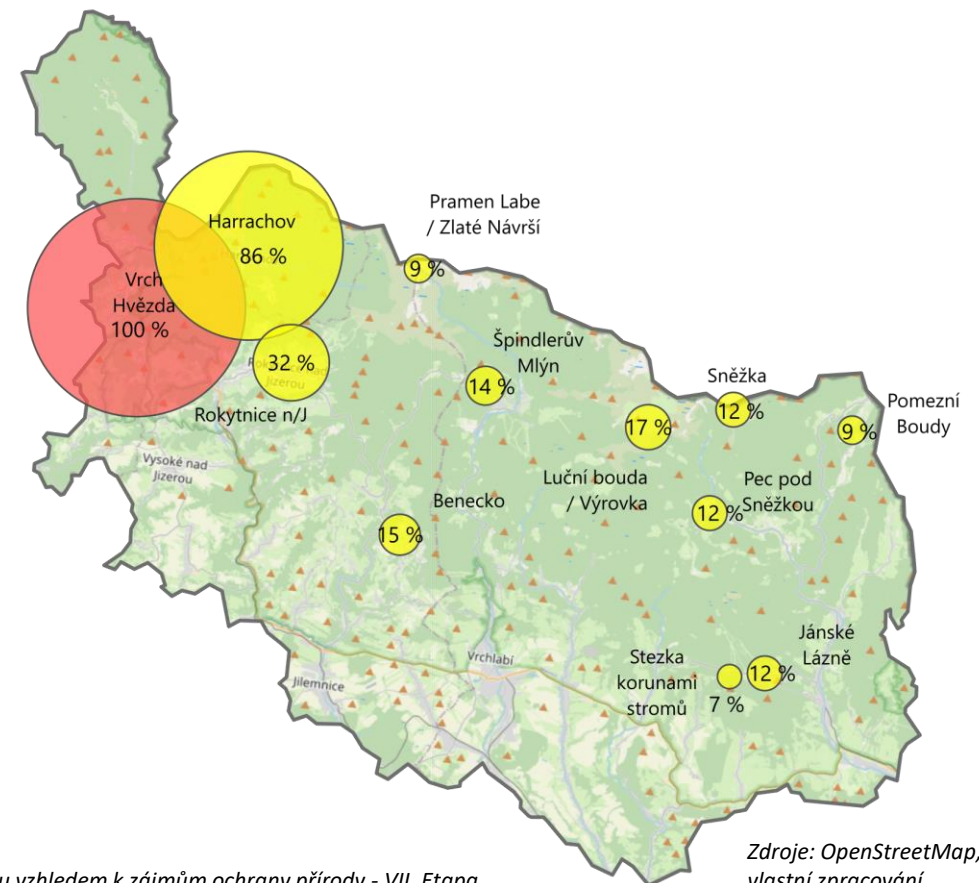 Pramen Labe
/ Zlaté Návrší
9 %
Harrachov
86 %
Vrch
Hvězda
100 %
32 %
Rokytnice n/J
Jizerou
Špindlerův
Mlýn
14 %
Sněžka
12 %
Pomezní
Boudy
9 %
17 %
Luční bouda
/ Výrovka
Pec pod
Sněžkou
12 %
Vysoké nad
Jizerou
Benecko
15 %
Jánské
Lázně
12 %
Stezka
korunami
stromů
7 %
Vrchlabí
Jilemnice
Zdroje: OpenStreetMap,
vlastní zpracování
u vzhledem k zájmům ochrany přírody - VII. Etapa